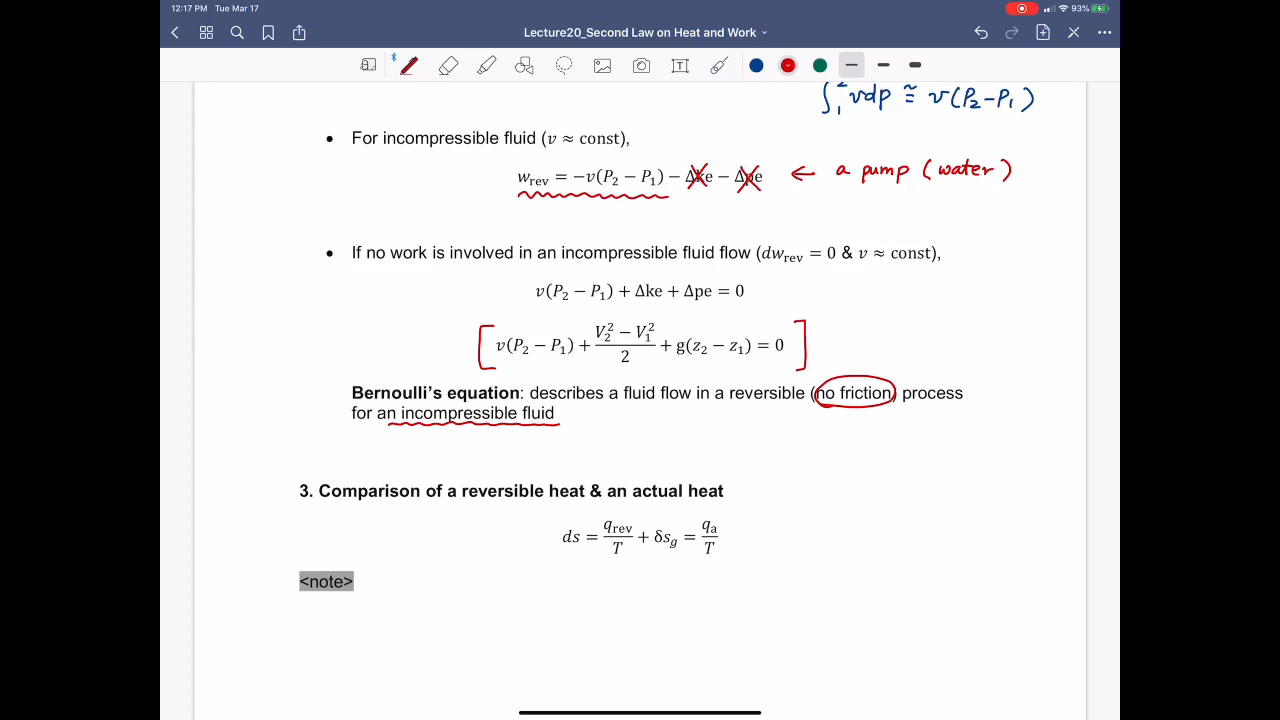 12:17 PM Tue Mar 17
93%
Lecture20_Second Law on Heat and Work
∫₁² vdp ≅ v(P₂-P₁)
• For incompressible fluid (v ≈ const),
w_rev = −v(P₂ − P₁) − Δke − Δpe ← a pump (water)
• If no work is involved in an incompressible fluid flow (dw_rev = 0 & v ≈ const),
v(P₂ − P₁) + Δke + Δpe = 0
v(P₂ − P₁) + (V₂² − V₁²)/2 + g(z₂ − z₁) = 0
Bernoulli's equation: describes a fluid flow in a reversible (no friction) process
for an incompressible fluid
3. Comparison of a reversible heat & an actual heat
ds = q_rev/T + δs_g = q_a/T
<note>